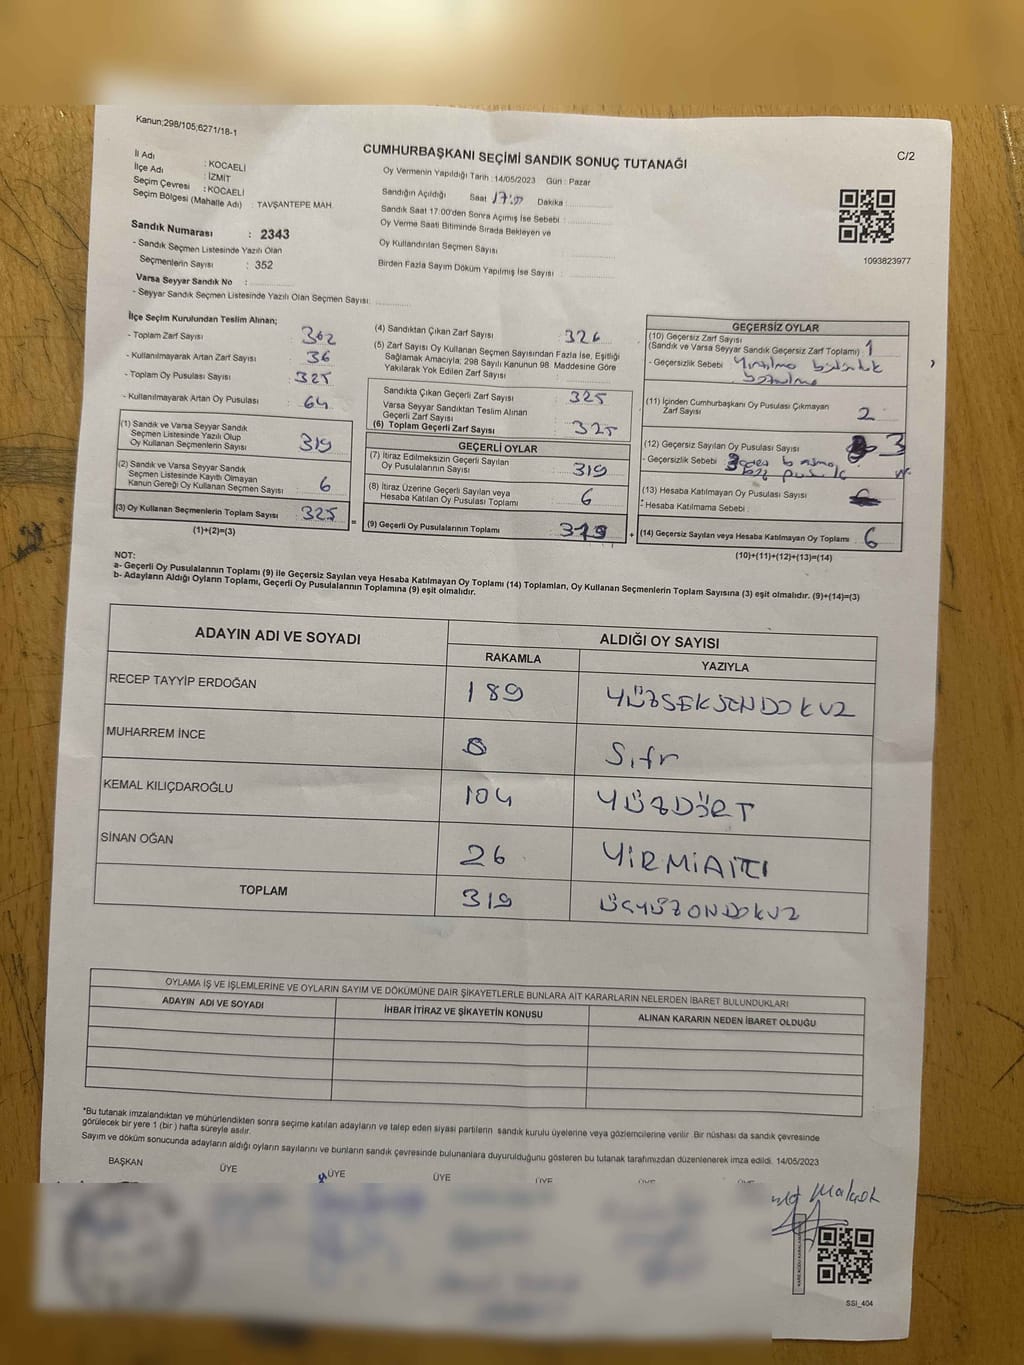 Kanun;298/105;6271/18-1
C/2
CUMHURBAŞKANI SEÇİMİ SANDIK SONUÇ TUTANAĞI
İl Adı : KOCAELİ
İlçe Adı : İZMİT
Seçim Çevresi : KOCAELİ
Seçim Bölgesi (Mahalle Adı) : TAVŞANTEPE MAH.
Oy Vermenin Yapıldığı Tarih : 14/05/2023 Gün : Pazar
Sandığın Açıldığı Saat 17:00 Dakika :
Sandık Saat 17:00'den Sonra Açımış İse Sebebi :
Oy Verme Saati Bitiminde Sırada Bekleyen ve
Oy Kullandırılan Seçmen Sayısı
Birden Fazla Sayım Döküm Yapılmış İse Sayısı :
1093823977
Sandık Numarası : 2343
- Sandık Seçmen Listesinde Yazılı Olan
Seçmenlerin Sayısı : 352
Varsa Seyyar Sandık No :
- Seyyar Sandık Seçmen Listesinde Yazılı Olan Seçmen Sayısı:
İlçe Seçim Kurulundan Teslim Alınan;
- Toplam Zarf Sayısı : 362
- Kullanılmayarak Artan Zarf Sayısı : 36
- Toplam Oy Pusulası Sayısı : 325
- Kullanılmayarak Artan Oy Pusulası : 64
(1) Sandık ve Varsa Seyyar Sandık
Seçmen Listesinde Yazılı Olup
Oy Kullanan Seçmenlerin Sayısı : 319
(2) Sandık ve Varsa Seyyar Sandık
Seçmen Listesinde Kayıtlı Olmayan
Kanun Gereği Oy Kullanan Seçmen Sayısı : 6
(3) Oy Kullanan Seçmenlerin Toplam Sayısı : 325
(1)+(2)=(3)
(4) Sandıktan Çıkan Zarf Sayısı : 326
(5) Zarf Sayısı Oy Kullanan Seçmen Sayısından Fazla İse, Eşitliği
Sağlamak Amacıyla; 298 Sayılı Kanunun 98. Maddesine Göre
Yakılarak Yok Edilen Zarf Sayısı :
Sandıkta Çıkan Geçerli Zarf Sayısı : 325
Varsa Seyyar Sandıktan Teslim Alınan
Geçerli Zarf Sayısı :
(6) Toplam Geçerli Zarf Sayısı : 325
GEÇERLİ OYLAR
(7) İtiraz Edilmeksizin Geçerli Sayılan
Oy Pusulalarının Sayısı : 319
(8) İtiraz Üzerine Geçerli Sayılan veya
Hesaba Katılan Oy Pusulası Toplamı : 6
= (9) Geçerli Oy Pusulalarının Toplamı : 319 +
GEÇERSİZ OYLAR
(10) Geçersiz Zarf Sayısı
(Sandık ve Varsa Seyyar Sandık Geçersiz Zarf Toplamı) : 1
- Geçersizlik Sebebi
(11) İçinden Cumhurbaşkanı Oy Pusulası Çıkmayan
Zarf Sayısı : 2
(12) Geçersiz Sayılan Oy Pusulası Sayısı : 3
- Geçersizlik Sebebi
(13) Hesaba Katılmayan Oy Pusulası Sayısı
- Hesaba Katılmama Sebebi :
(14) Geçersiz Sayılan veya Hesaba Katılmayan Oy Toplamı : 6
(10)+(11)+(12)+(13)=(14)
NOT:
a- Geçerli Oy Pusulalarının Toplamı (9) ile Geçersiz Sayılan veya Hesaba Katılmayan Oy Toplamı (14) Toplamları, Oy Kullanan Seçmenlerin Toplam Sayısına (3) eşit olmalıdır. (9)+(14)=(3)
b- Adayların Aldığı Oyların Toplamı, Geçerli Oy Pusulalarının Toplamına (9) eşit olmalıdır.
ADAYIN ADI VE SOYADI ALDIĞI OY SAYISI
RAKAMLA YAZIYLA
RECEP TAYYİP ERDOĞAN 189 YÜZSEKSENDOKUZ
MUHARREM İNCE 0 Sıfır
KEMAL KILIÇDAROĞLU 104 YÜZDÖRT
SİNAN OĞAN 26 YİRMİALTI
TOPLAM 319 ÜÇYÜZONDOKUZ
OYLAMA İŞ VE İŞLEMLERİNE VE OYLARIN SAYIM VE DÖKÜMÜNE DAİR ŞİKAYETLERLE BUNLARA AİT KARARLARIN NELERDEN İBARET BULUNDUKLARI
ADAYIN ADI VE SOYADI İHBAR İTİRAZ VE ŞİKAYETİN KONUSU ALINAN KARARIN NEDEN İBARET OLDUĞU
*Bu tutanak imzalandıktan ve mühürlendikten sonra seçime katılan adayların ve talep eden siyasi partilerin sandık kurulu üyelerine veya gözlemcilerine verilir. Bir nüshası da sandık çevresinde
görülecek bir yere 1 (bir) hafta süreyle asılır.
Sayım ve döküm sonucunda adayların aldığı oyların sayılarını ve bunların sandık çevresinde bulunanlara duyurulduğunu gösteren bu tutanak tarafımızdan düzenlenerek imza edildi. 14/05/2023
BAŞKAN ÜYE ÜYE ÜYE ÜYE
SSI_404